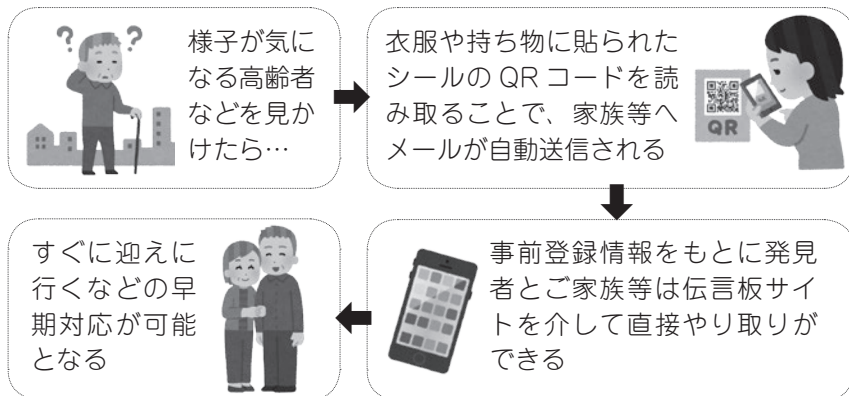 ？ ？
様子が気に
なる高齢者
などを見か
けたら…
衣服や持ち物に貼られた
シールのQRコードを読
み取ることで、家族等へ
メールが自動送信される
QR
事前登録情報をもとに発見
者とご家族等は伝言板サイ
トを介して直接やり取りが
できる
すぐに迎えに
行くなどの早
期対応が可能
となる